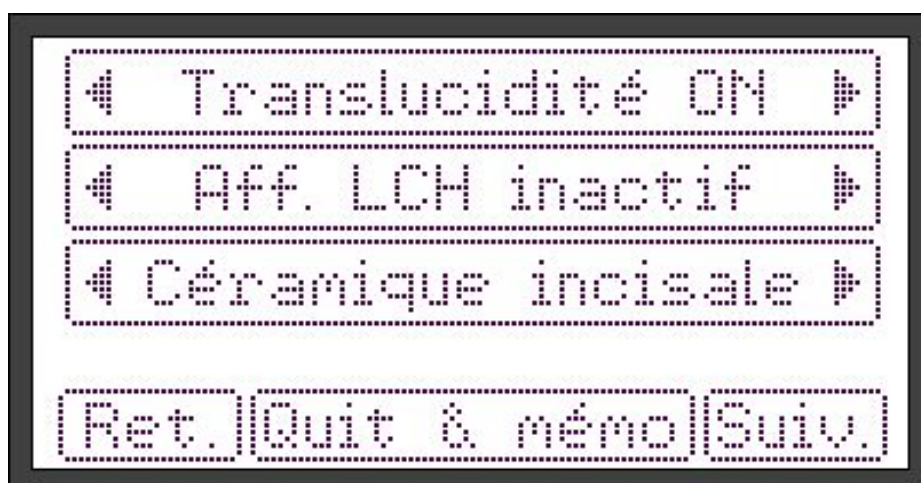 Translucidité ON
Aff. LCH inactif
Céramique incisale
Ret. Quit & mémo Suiv.